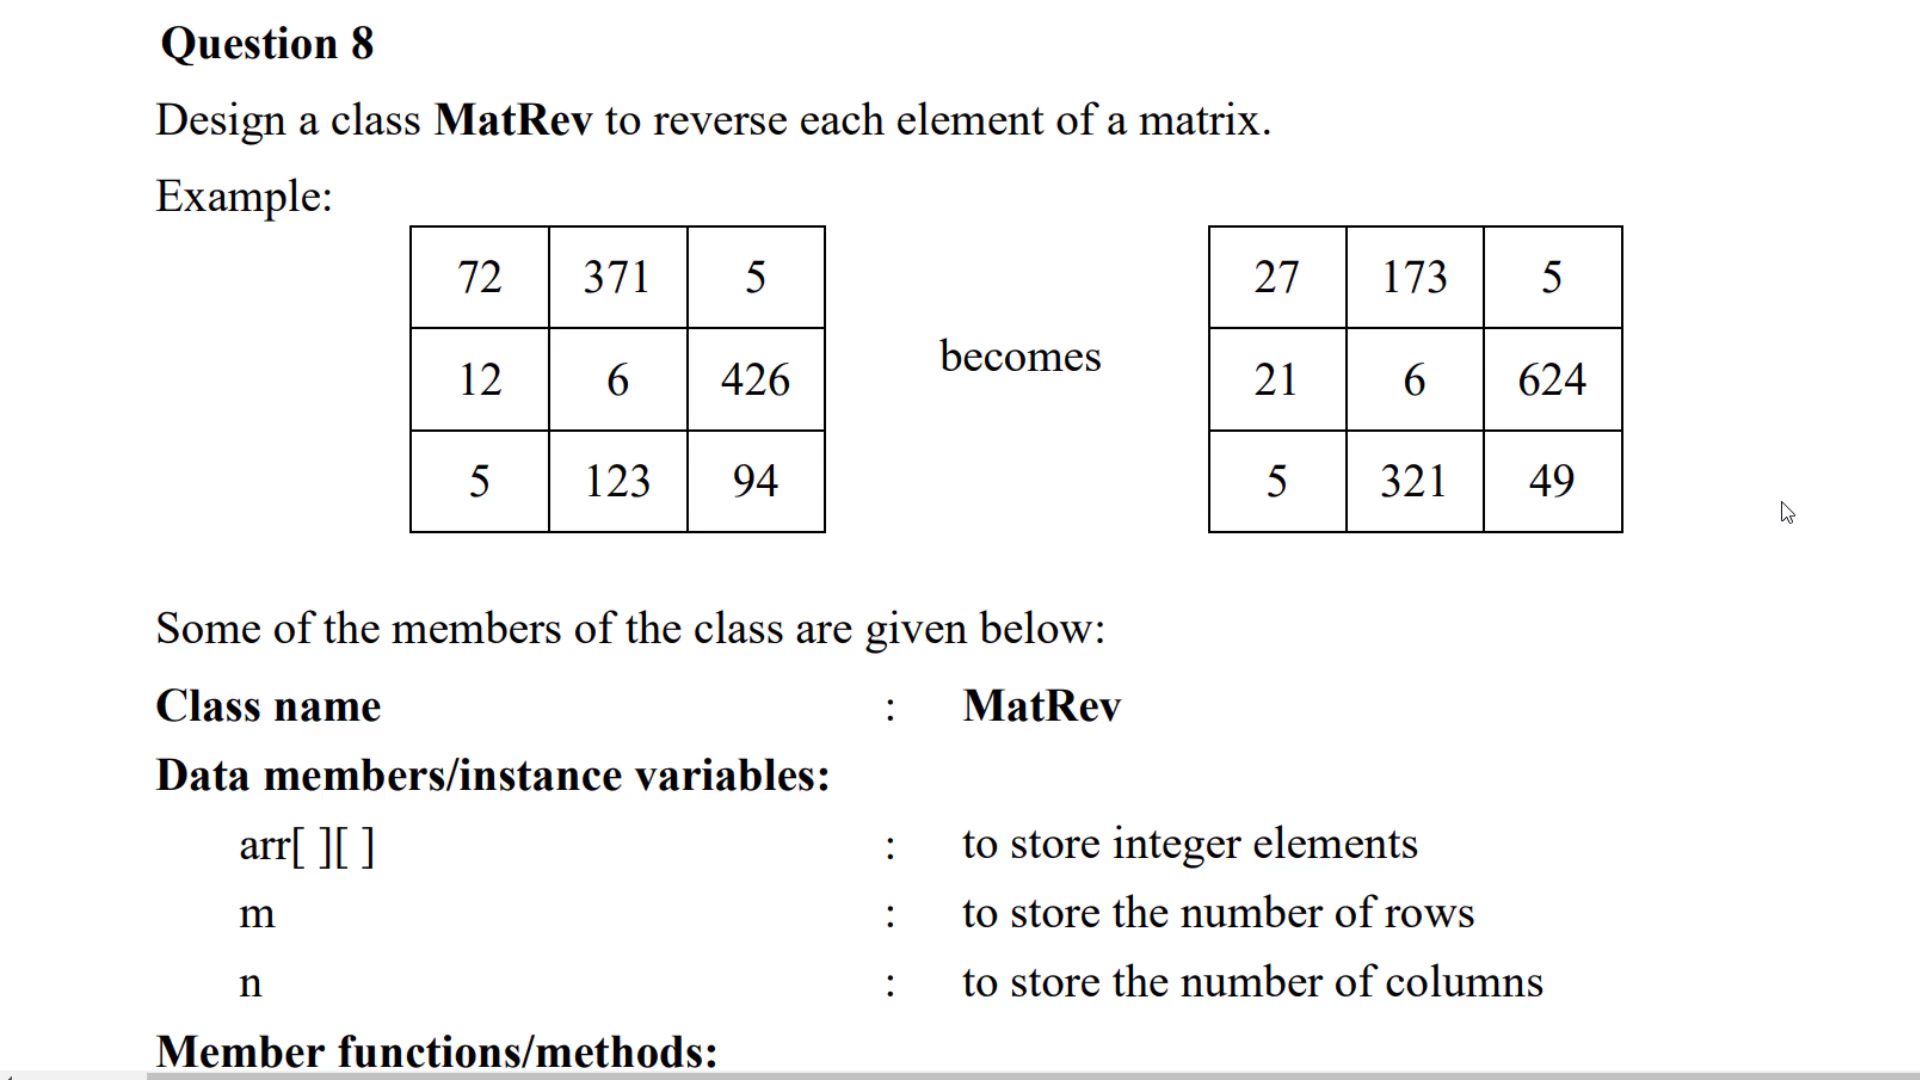 Question 8
Design a class MatRev to reverse each element of a matrix.
Example:
72 371 5
12 6 426
5 123 94
becomes
27 173 5
21 6 624
5 321 49
Some of the members of the class are given below:
Class name : MatRev
Data members/instance variables:
arr[ ][ ] : to store integer elements
m : to store the number of rows
n : to store the number of columns
Member functions/methods: